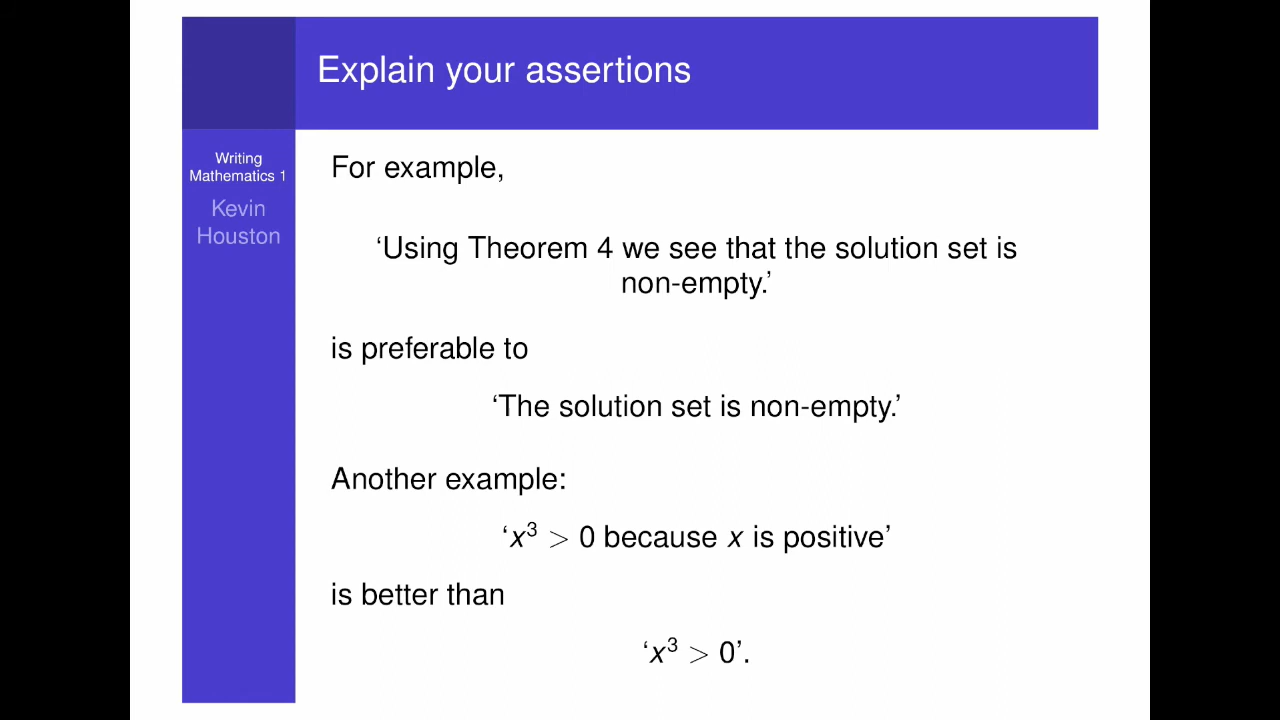 Explain your assertions
Writing
Mathematics 1
Kevin
Houston
For example,
‘Using Theorem 4 we see that the solution set is
non-empty.’
is preferable to
‘The solution set is non-empty.’
Another example:
‘x³ > 0 because x is positive’
is better than
‘x³ > 0’.